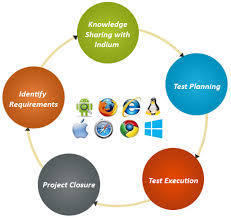 Knowledge
Sharing with
Indium
Test Planning
Test Execution
Project Closure
Identify
Requirements